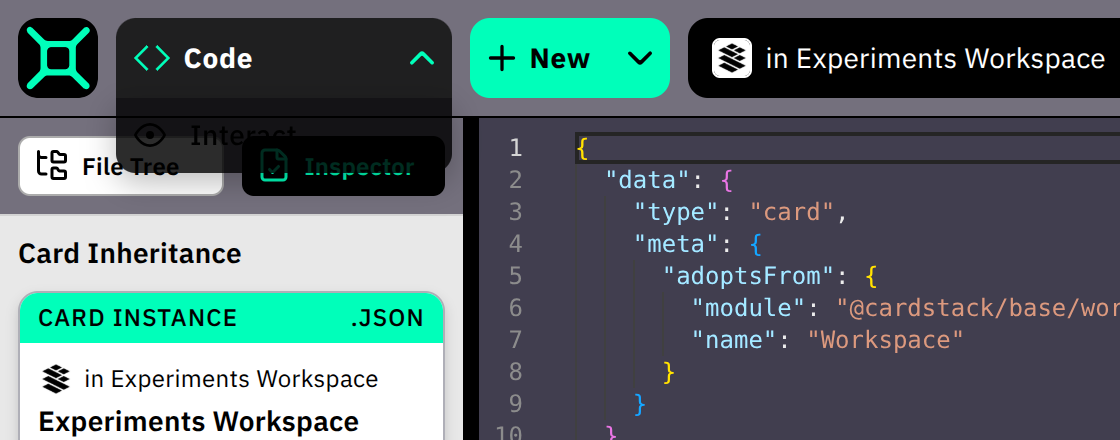 Code
New
in Experiments Workspace
Interact
File Tree
Inspector
Card Inheritance
CARD INSTANCE .JSON
in Experiments Workspace
Experiments Workspace
1 {
2 "data": {
3 "type": "card",
4 "meta": {
5 "adoptsFrom": {
6 "module": "@cardstack/base/wor
7 "name": "Workspace"
8 }
9 }
10 }